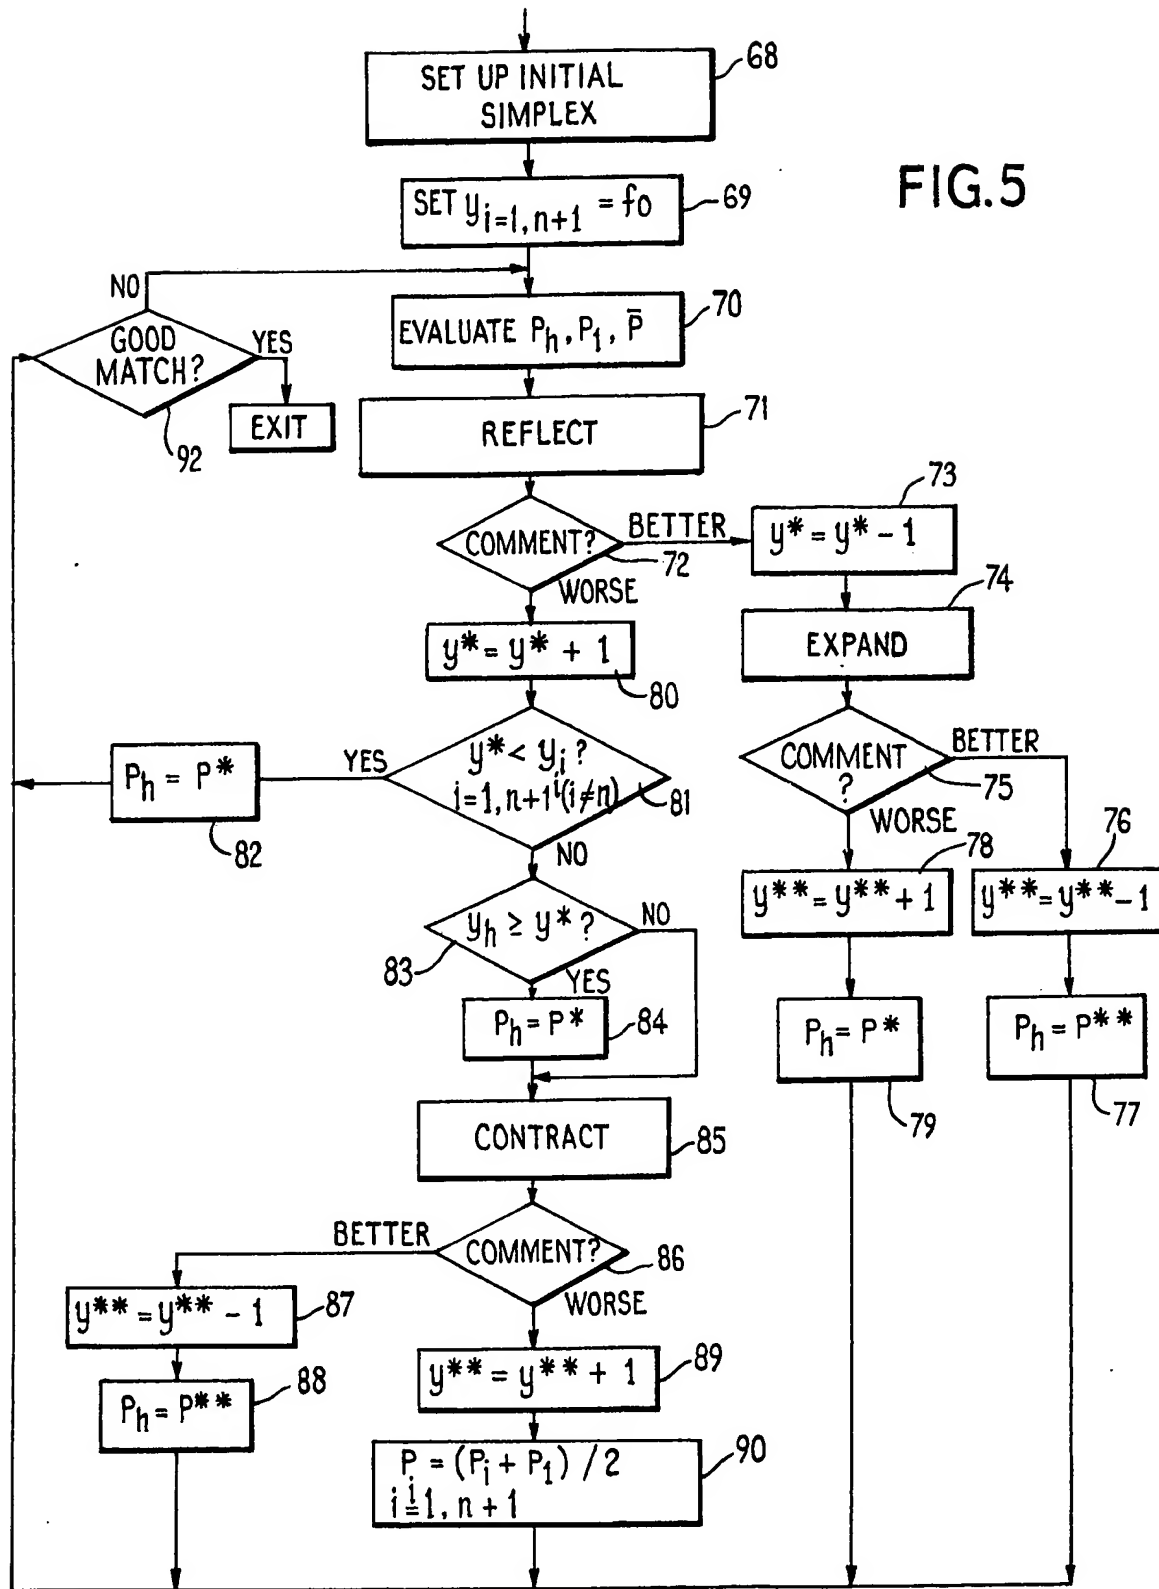 SET UP INITIAL
SIMPLEX
68
FIG.5
SET y i=1, n+1 = fo
69
NO
GOOD
MATCH?
YES
92
EXIT
EVALUATE Ph, P1, P̄
70
REFLECT
71
COMMENT?
72
BETTER
WORSE
y* = y* - 1
73
EXPAND
74
y* = y* + 1
80
COMMENT
?
75
BETTER
WORSE
y* < yi ?
i=1, n+1 i(i≠n)
81
YES
NO
Ph = P*
82
y** = y** + 1
78
y** = y** - 1
76
yh ≥ y* ?
83
NO
YES
Ph = P*
84
Ph = P*
79
Ph = P**
77
CONTRACT
85
COMMENT?
86
BETTER
WORSE
y** = y** - 1
87
Ph = P**
88
y** = y** + 1
89
Pi = (Pi + P1) / 2
i=1, n + 1
90